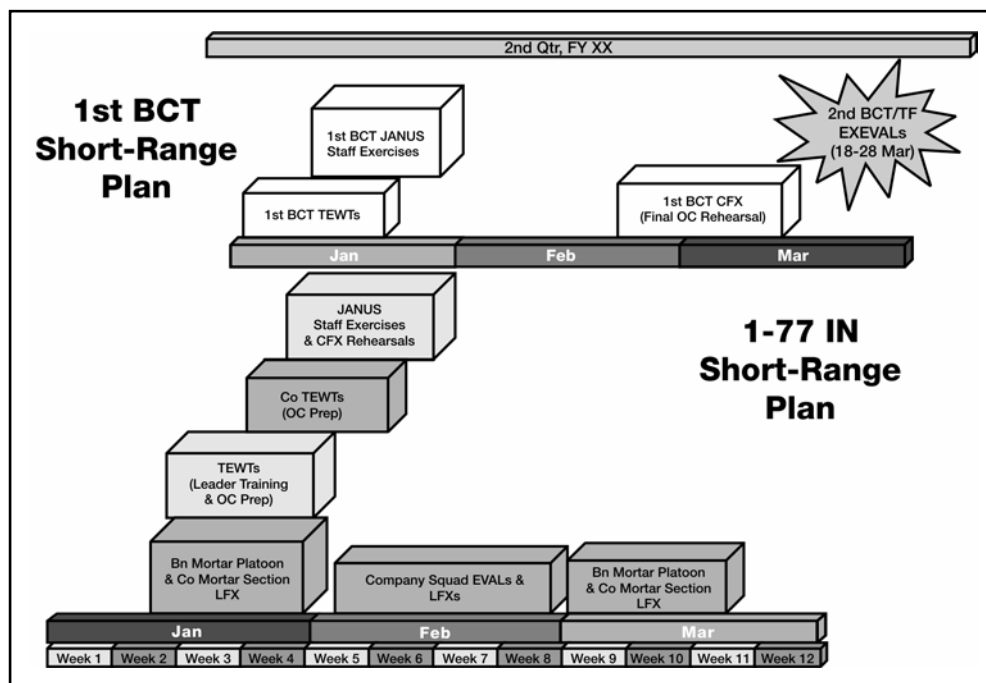 2nd Qtr, FY XX
1st BCT
Short-Range
Plan
1st BCT JANUS
Staff Exercises
2nd BCT/TF
EXEVALs
(18-28 Mar)
1st BCT TEWTs
1st BCT CFX
(Final OC Rehearsal)
Jan
Feb
Mar
JANUS
Staff Exercises
& CFX Rehearsals
1-77 IN
Short-Range
Plan
Co TEWTs
(OC Prep)
TEWTs
(Leader Training
& OC Prep)
Bn Mortar Platoon
& Co Mortar Section
LFX
Company Squad EVALs &
LFXs
Bn Mortar Platoon
& Co Mortar Section
LFX
Jan
Feb
Mar
Week 1
Week 2
Week 3
Week 4
Week 5
Week 6
Week 7
Week 8
Week 9
Week 10
Week 11
Week 12